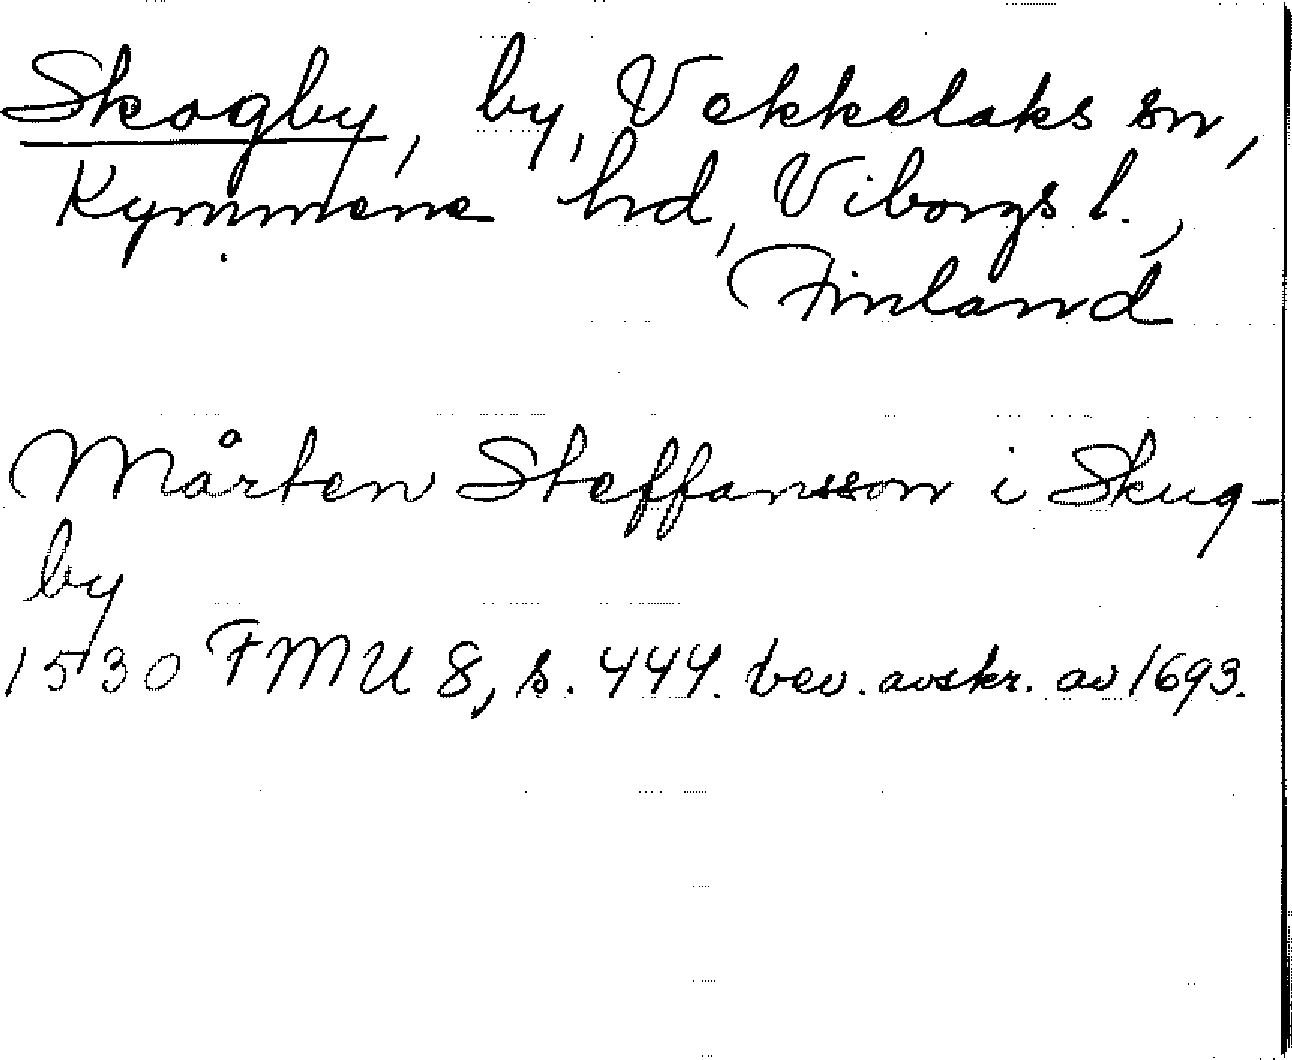 Skogby, by, Vekkelaks sn,
Kymmene hd, Viborgs l.,
Finland
Mårten Steffansson i Skug-
by
1530 FMU 8, s. 444. bev. avskr. av 1693.